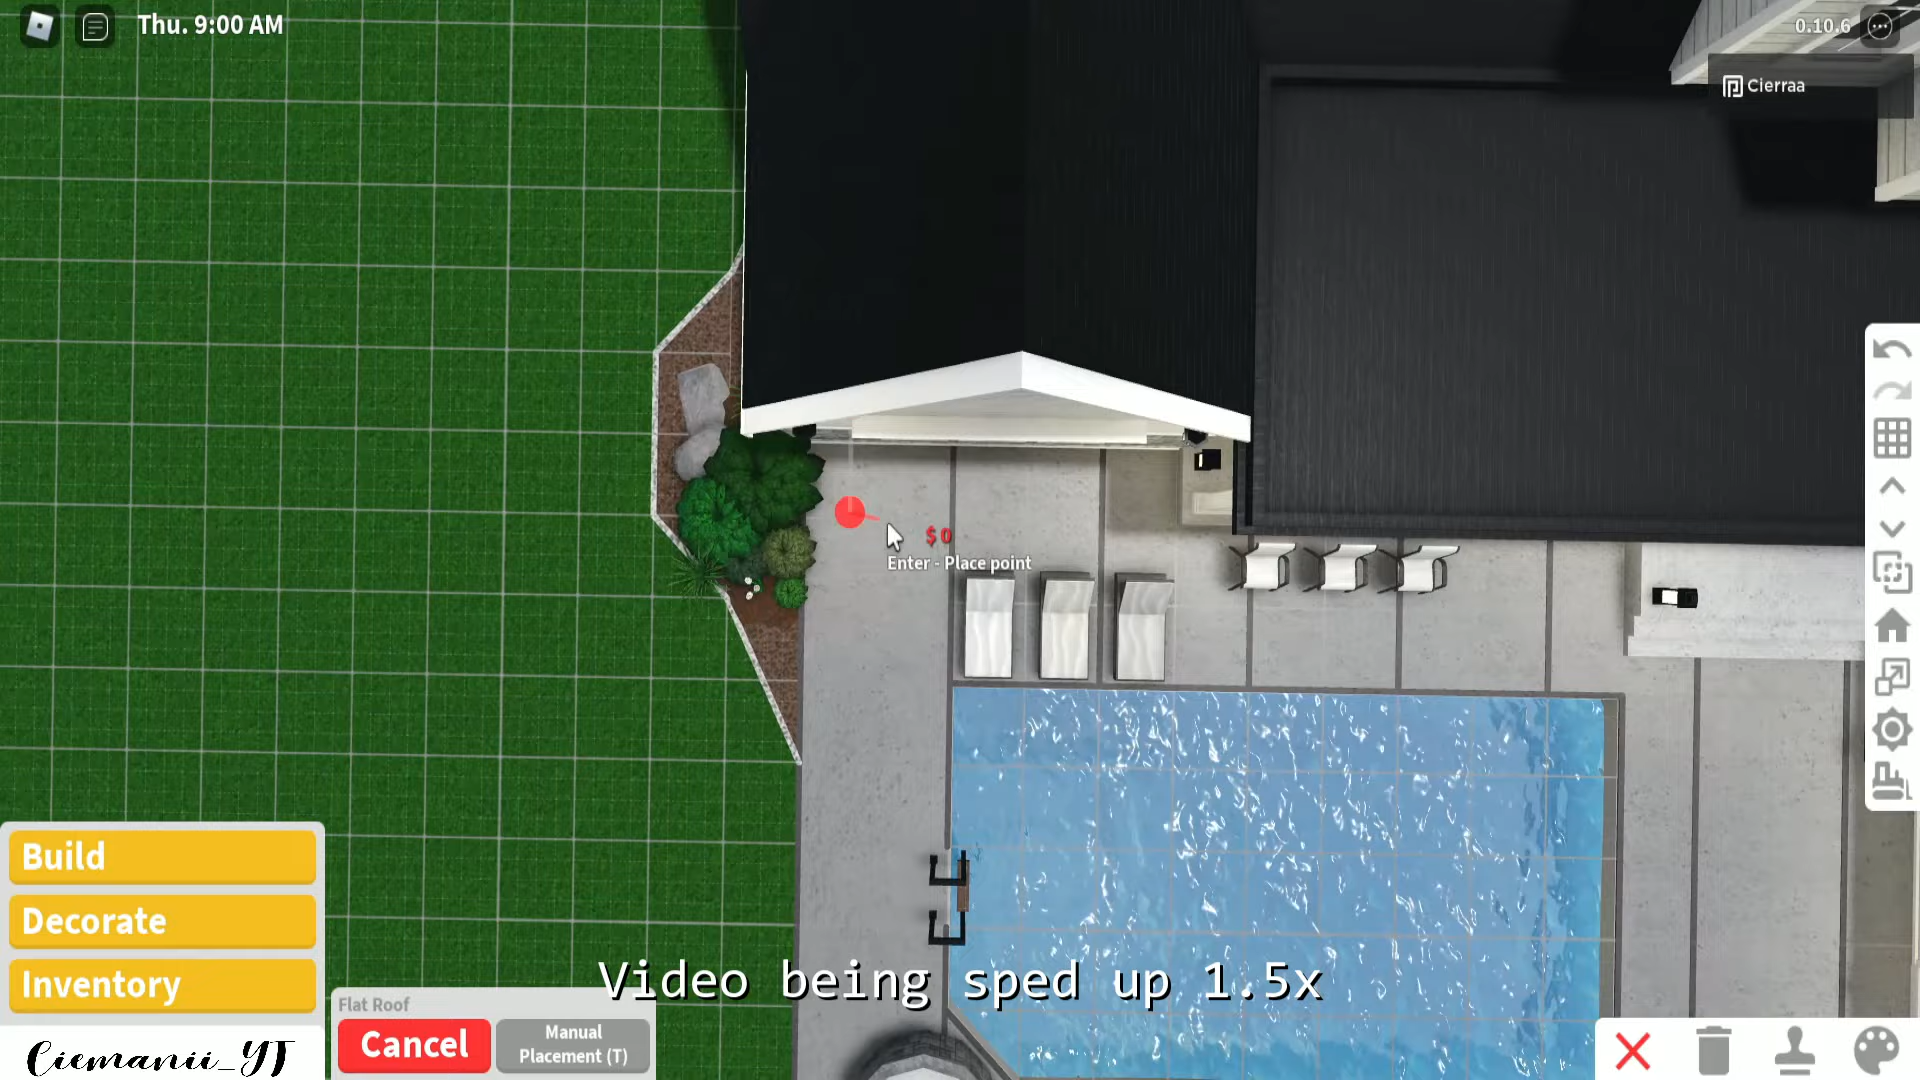 Thu. 9:00 AM
0.10.6
Cierraa
$0
Enter - Place point
Build
Decorate
Inventory
Video being sped up 1.5x
Flat Roof
Cancel
Manual
Placement (T)
Ciemanii_YT